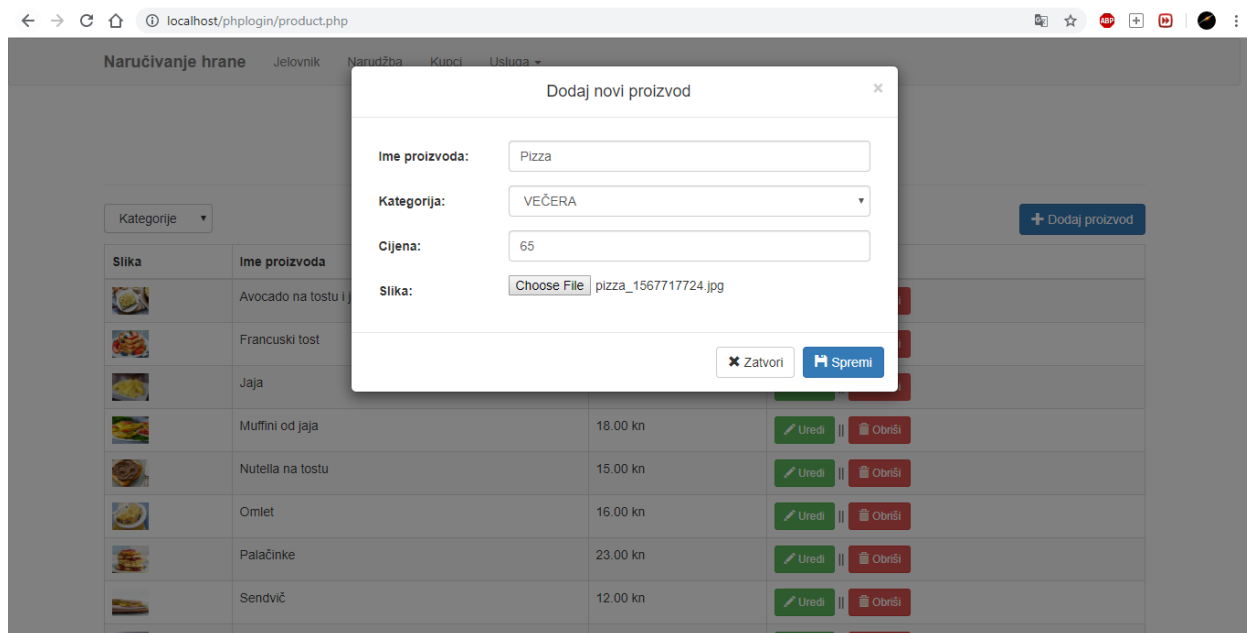 localhost/phplogin/product.php
ABP
Naručivanje hrane Jelovnik Narudžba Kupci Usluga
Dodaj novi proizvod ×
Ime proizvoda: Pizza
Kategorija: VEČERA
Cijena: 65
Slika: Choose File pizza_1567717724.jpg
Zatvori Spremi
Kategorije
Dodaj proizvod
Slika Ime proizvoda
Avocado na tostu i j
Francuski tost
Jaja
Muffini od jaja 18.00 kn Uredi || Obriši
Nutella na tostu 15.00 kn Uredi || Obriši
Omlet 16.00 kn Uredi || Obriši
Palačinke 23.00 kn Uredi || Obriši
Sendvič 12.00 kn Uredi || Obriši